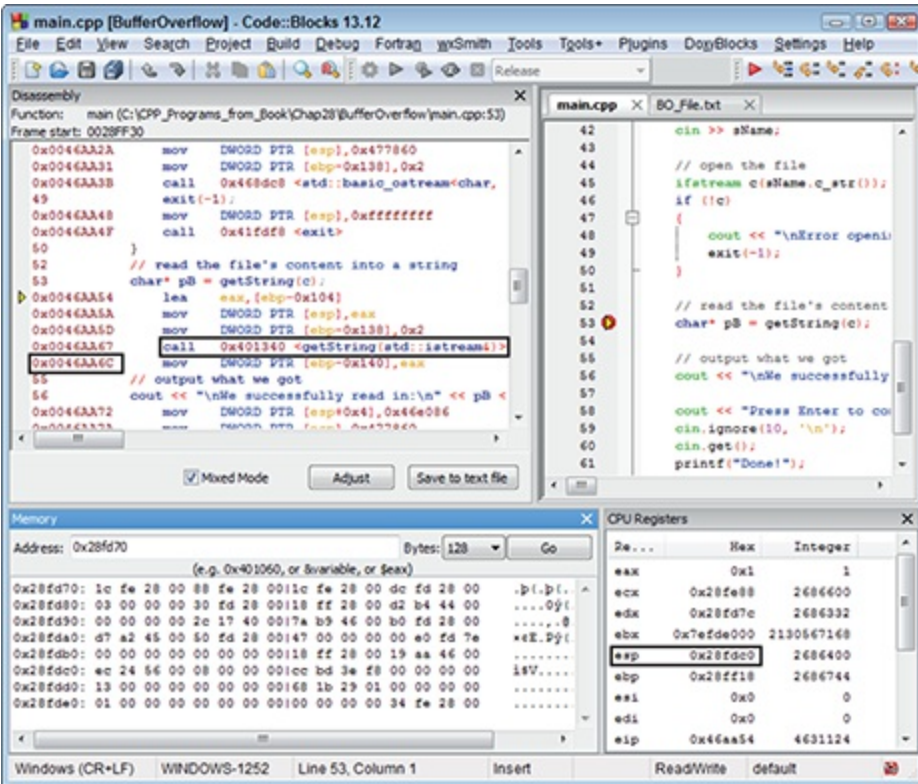 main.cpp [BufferOverflow] - Code::Blocks 13.12
File Edit View Search Project Build Debug Fortran wxSmith Tools Tools+ Plugins DoxyBlocks Settings Help
Release
Disassembly
Function: main (C:\CPP_Programs_from_Book\Chap28\BufferOverflow\main.cpp:53)
Frame start: 0028FF30
0x0046AA2A mov DWORD PTR [esp],0x477860
0x0046AA31 mov DWORD PTR [ebp-0x138],0x2
0x0046AA3B call 0x468dc8 <std::basic_ostream<char,
49 exit(-1);
0x0046AA48 mov DWORD PTR [esp],0xffffffff
0x0046AA4F call 0x41fdf8 <exit>
50 }
52 // read the file's content into a string
53 char* pB = getString(c);
0x0046AA54 lea eax,[ebp-0x104]
0x0046AA5A mov DWORD PTR [esp],eax
0x0046AA5D mov DWORD PTR [ebp-0x138],0x2
0x0046AA67 call 0x401340 <getString(std::istream&)>
0x0046AA6C mov DWORD PTR [ebp-0x140],eax
55 // output what we got
56 cout << "\nWe successfully read in:\n" << pB <
0x0046AA72 mov DWORD PTR [esp+0x4],0x46e086
Mixed Mode
Adjust
Save to text file
main.cpp
BO_File.txt
42 cin >> sName;
43
44 // open the file
45 ifstream c(sName.c_str());
46 if (!c)
47 {
48 cout << "\nError openi
49 exit(-1);
50 }
51
52 // read the file's content
53 char* pB = getString(c);
54
55 // output what we got
56 cout << "\nWe successfully
57
58 cout << "Press Enter to co
59 cin.ignore(10, '\n');
60 cin.get();
61 printf("Done!");
Memory
Address: 0x28fd70 Bytes: 128 Go
(e.g. 0x401060, or &variable, or $eax)
0x28fd70: 1c fe 28 00 88 fe 28 00|1c fe 28 00 dc fd 28 00 .þ(.þ(.
0x28fd80: 03 00 00 00 30 fd 28 00|18 ff 28 00 d2 b4 44 00 ....0ý(
0x28fd90: 00 00 00 00 2c 17 40 00|7a b9 46 00 b0 fd 28 00
0x28fda0: d7 a2 45 00 50 fd 28 00|47 00 00 00 00 e0 fd 7e ×¢E.Pý(
0x28fdb0: 00 00 00 00 00 00 00 00|18 ff 28 00 19 aa 46 00
0x28fdc0: ec 24 56 00 08 00 00 00|cc bd 3e f8 00 00 00 00 ì$V....
0x28fdd0: 13 00 00 00 00 00 00 00|68 1b 29 01 00 00 00 00
0x28fde0: 01 00 00 00 00 00 00 00|00 00 00 00 34 fe 28 00
CPU Registers
Re... Hex Integer
eax 0x1 1
ecx 0x28fe88 2686600
edx 0x28fd7c 2686332
ebx 0x7efde000 2130567168
esp 0x28fdc0 2686400
ebp 0x28ff18 2686744
esi 0x0 0
edi 0x0 0
eip 0x46aa54 4631124
Windows (CR+LF) WINDOWS-1252 Line 53, Column 1 Insert Read/Write default